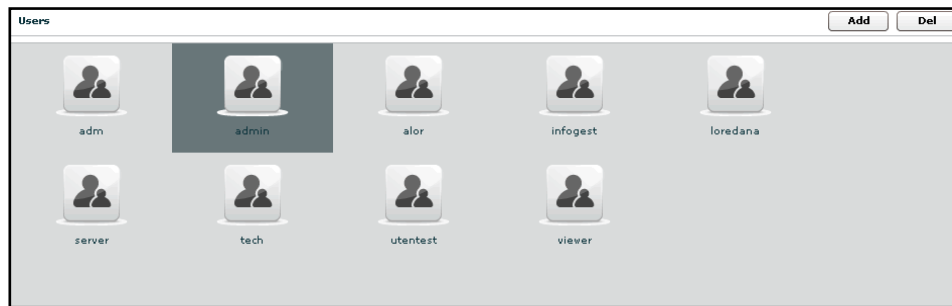 Users Add Del
adm admin alor infogest loredana
server tech utentest viewer